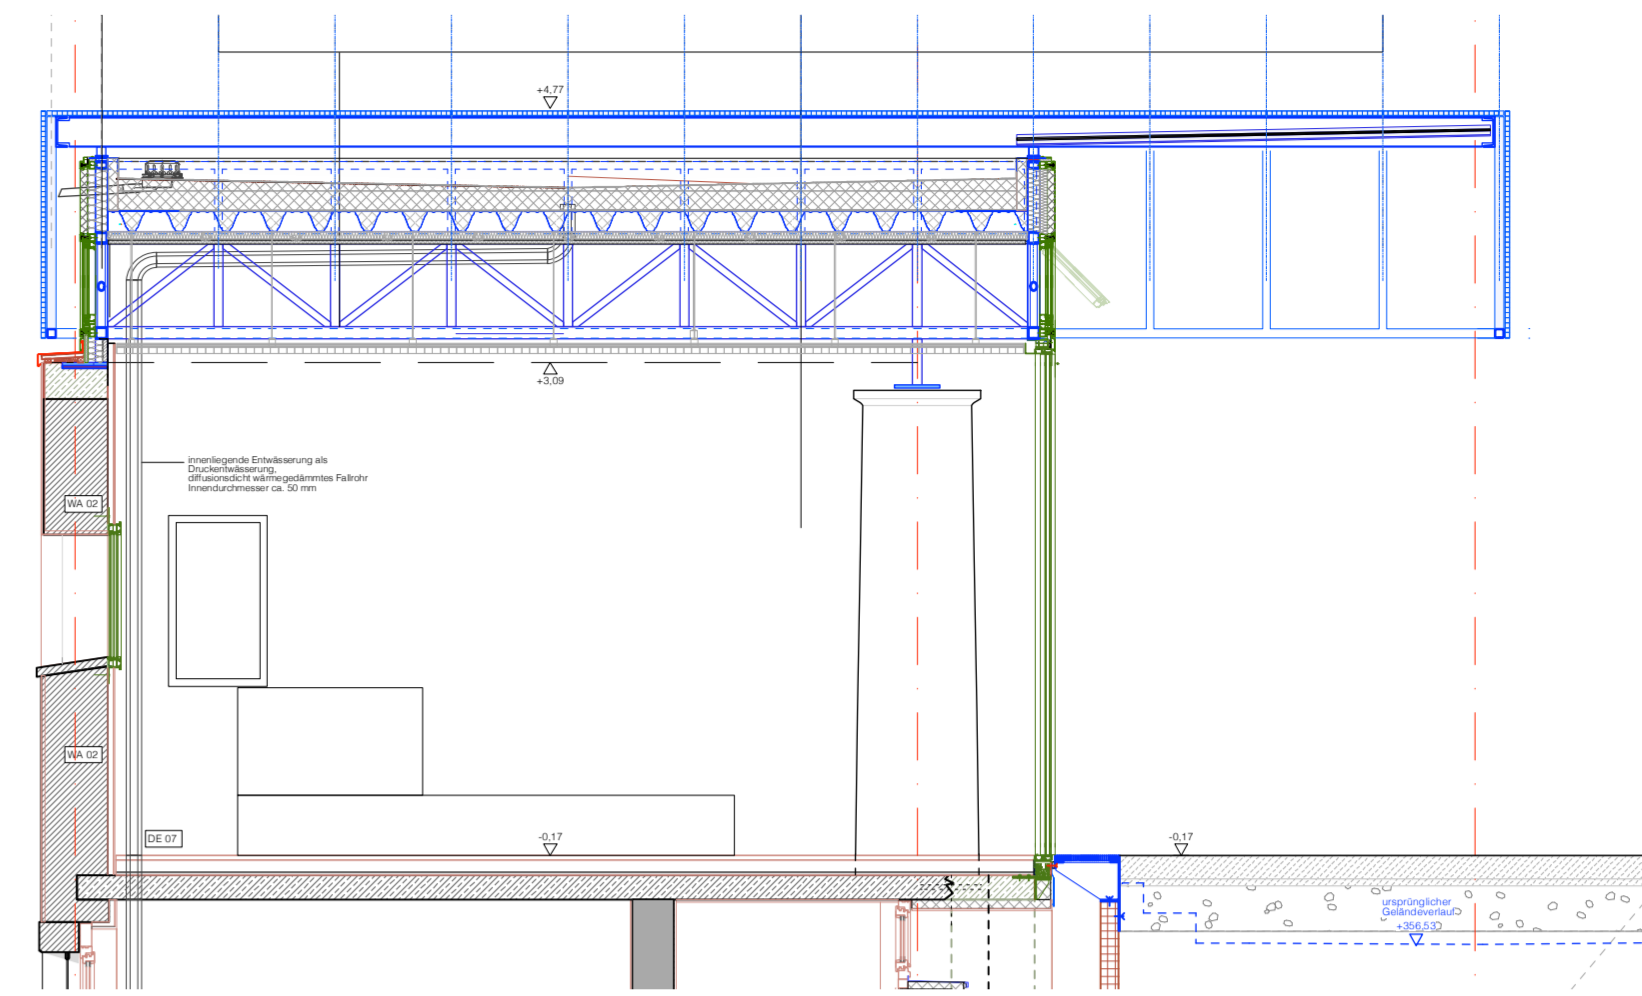 +4,77
+3,09
innenliegende Entwässerung als
Druckentwässerung,
diffusionsdicht wärmegedämmtes Fallrohr
Innendurchmesser ca. 50 mm
WA 02
WA 02
DE 07
-0,17
-0,17
ursprünglicher
Geländeverlauf
+356,53